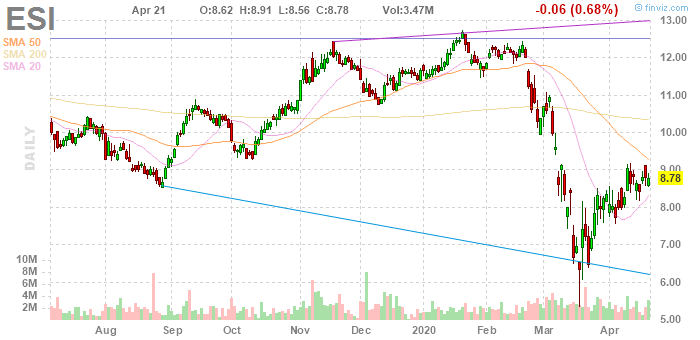 ESI
Apr 21 O:8.62 H:8.91 L:8.56 C:8.78 Vol:3.47M -0.06 (0.68%)
© finviz.com
SMA 50
SMA 200
SMA 20
DAILY
13.00
12.00
11.00
10.00
9.00
8.78
8.00
7.00
6.00
5.00
10M
8M
6M
4M
2M
Aug Sep Oct Nov Dec 2020 Feb Mar Apr